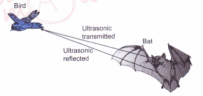 Bird
Ultrasonic
transmitted
Bat
Ultrasonic
reflected